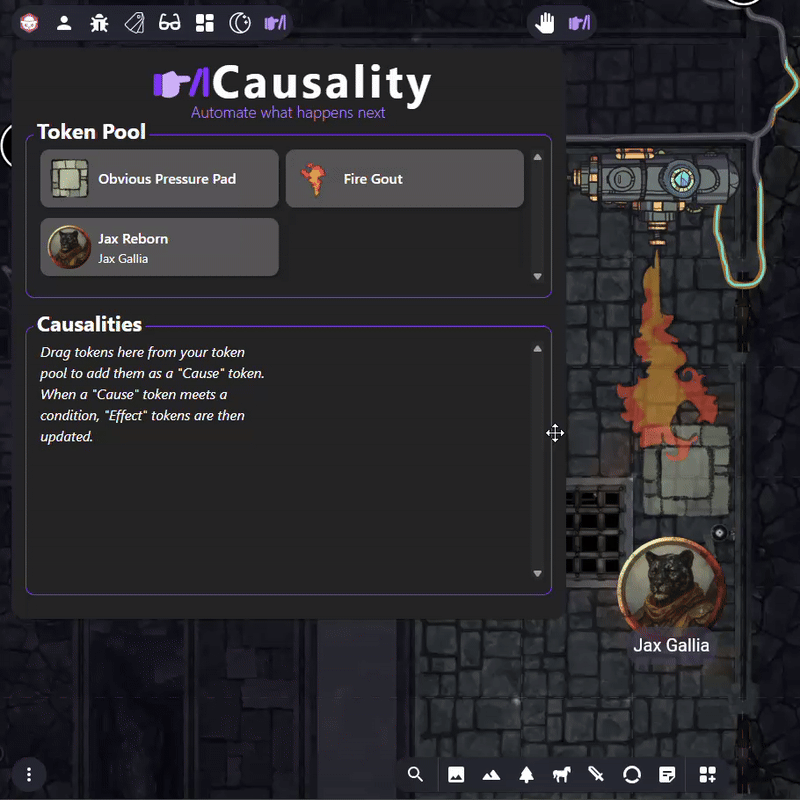 Causality
Automate what happens next
Token Pool
Obvious Pressure Pad
Fire Gout
Jax Reborn
Jax Gallia
Causalities
Drag tokens here from your token
pool to add them as a "Cause" token.
When a "Cause" token meets a
condition, "Effect" tokens are then
updated.
Jax Gallia